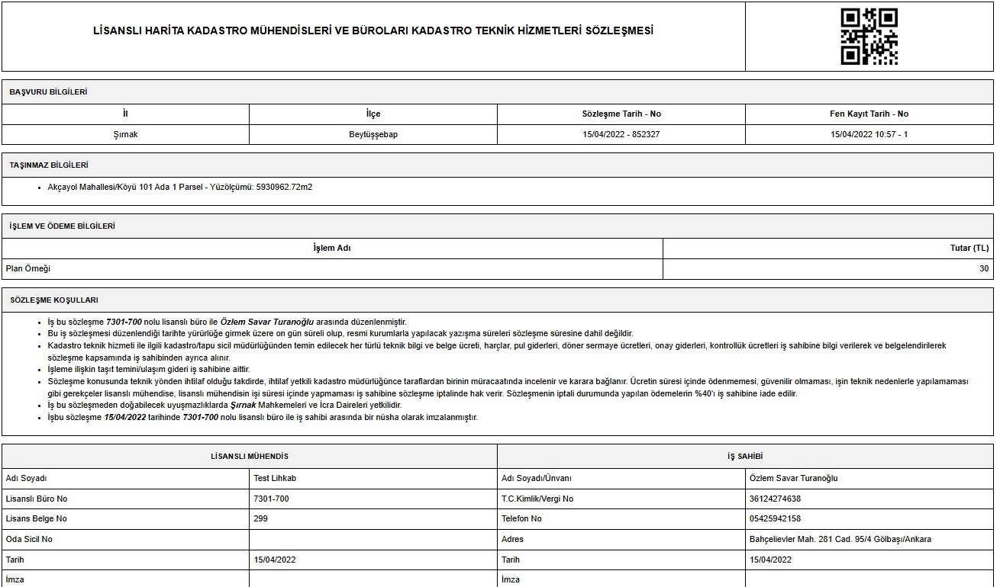 LİSANSLI HARİTA KADASTRO MÜHENDİSLERİ VE BÜROLARI KADASTRO TEKNİK HİZMETLERİ SÖZLEŞMESİ
BAŞVURU BİLGİLERİ
İl İlçe Sözleşme Tarih - No Fen Kayıt Tarih - No
Şırnak Beytüşşebap 15/04/2022 - 852327 15/04/2022 10:57 - 1
TAŞINMAZ BİLGİLERİ
• Akçayol Mahallesi/Köyü 101 Ada 1 Parsel - Yüzölçümü: 5930962.72m2
İŞLEM VE ÖDEME BİLGİLERİ
İşlem Adı Tutar (TL)
Plan Örneği 30
SÖZLEŞME KOŞULLARI
• İş bu sözleşme 7301-700 nolu lisanslı büro ile Özlem Savar Turanoğlu arasında düzenlenmiştir.
• Bu iş sözleşmesi düzenlendiği tarihte yürürlüğe girmek üzere on gün süreli olup, resmi kurumlarla yapılacak yazışma süreleri sözleşme süresine dahil değildir.
• Kadastro teknik hizmeti ile ilgili kadastro/tapu sicil müdürlüğünden temin edilecek her türlü teknik bilgi ve belge ücreti, harçlar, pul giderleri, döner sermaye ücretleri, onay giderleri, kontrollük ücretleri iş sahibine bilgi verilerek ve belgelendirilerek
sözleşme kapsamında iş sahibinden ayrıca alınır.
• İşleme ilişkin taşıt temini/ulaşım gideri iş sahibine aittir.
• Sözleşme konusunda teknik yönden ihtilaf olduğu takdirde, ihtilaf yetkili kadastro müdürlüğünce taraflardan birinin müracaatında incelenir ve karara bağlanır. Ücretin süresi içinde ödenmemesi, güvenilir olmaması, işin teknik nedenlerle yapılamaması
gibi gerekçeler lisanslı mühendise, lisanslı mühendisin işi süresi içinde yapmaması iş sahibine sözleşme iptalinde hak verir. Sözleşmenin iptali durumunda yapılan ödemelerin %40'ı iş sahibine iade edilir.
• İş bu sözleşmeden doğabilecek uyuşmazlıklarda Şırnak Mahkemeleri ve İcra Daireleri yetkilidir.
• İşbu sözleşme 15/04/2022 tarihinde 7301-700 nolu lisanslı büro ile iş sahibi arasında bir nüsha olarak imzalanmıştır.
LİSANSLI MÜHENDİS İŞ SAHİBİ
Adı Soyadı Test Lihkab Adı Soyadı/Ünvanı Özlem Savar Turanoğlu
Lisanslı Büro No 7301-700 T.C.Kimlik/Vergi No 36124274638
Lisans Belge No 299 Telefon No 05425942158
Oda Sicil No Adres Bahçelievler Mah. 281 Cad. 95/4 Gölbaşı/Ankara
Tarih 15/04/2022 Tarih 15/04/2022
İmza İmza